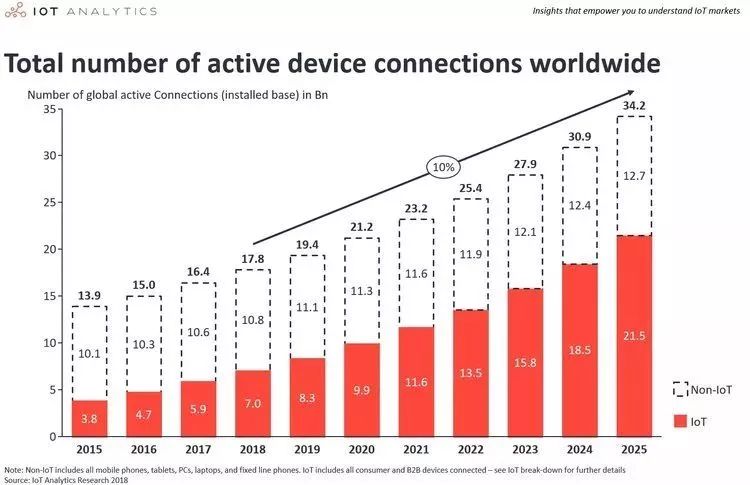 IOT ANALYTICS
Insights that empower you to understand IoT markets
Total number of active device connections worldwide
Number of global active Connections (installed base) in Bn
35
30
25
20
15
10
5
0
10%
13.9 15.0 16.4 17.8 19.4 21.2 23.2 25.4 27.9 30.9 34.2
10.1 10.3 10.6 10.8 11.1 11.3 11.6 11.9 12.1 12.4 12.7
3.8 4.7 5.9 7.0 8.3 9.9 11.6 13.5 15.8 18.5 21.5
2015 2016 2017 2018 2019 2020 2021 2022 2023 2024 2025
Non-IoT
IoT
Note: Non-IoT includes all mobile phones, tablets, PCs, laptops, and fixed line phones. IoT includes all consumer and B2B devices connected – see IoT break-down for further details
Source: IoT Analytics Research 2018